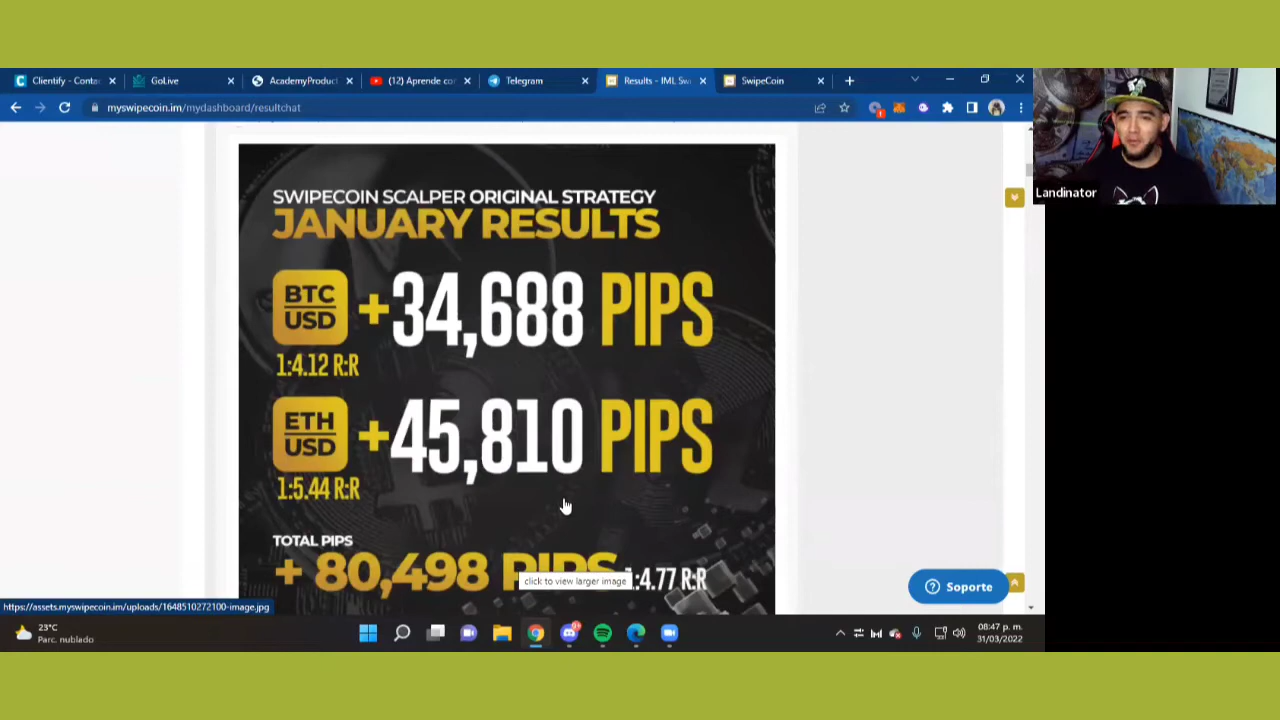 Clientify - Contac
GoLive
AcademyProduc
(12) Aprende co
Telegram
Results - IML Sw
SwipeCoin
myswipecoin.im/mydashboard/resultchat
Landinator
SWIPECOIN SCALPER ORIGINAL STRATEGY
JANUARY RESULTS
BTC
USD
+34,688 PIPS
1:4.12 R:R
ETH
USD
+45,810 PIPS
1:5.44 R:R
TOTAL PIPS
+ 80,498 PIPS 1:4.77 R:R
click to view larger image
Soporte
https://assets.myswipecoin.im/uploads/1648510272100-image.jpg
23°C
Parc. nublado
08:47 p. m.
31/03/2022